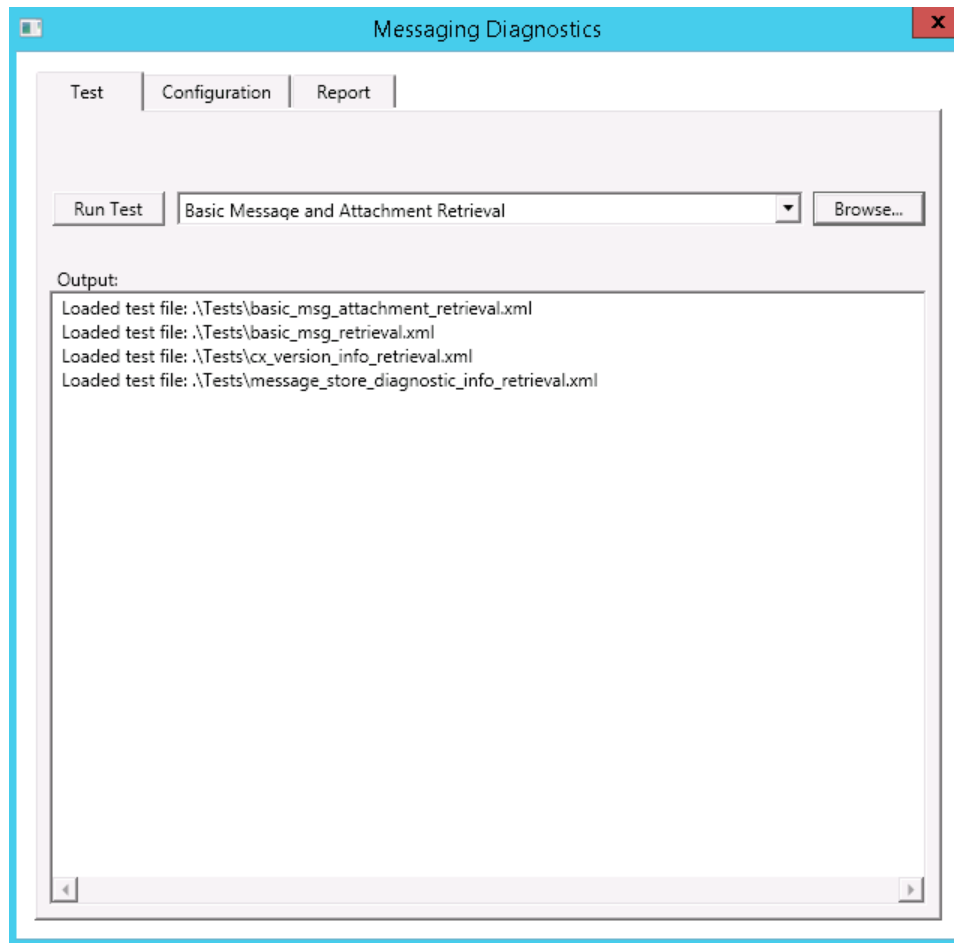 Messaging Diagnostics
x
Test Configuration Report
Run Test Basic Message and Attachment Retrieval Browse...
Output:
Loaded test file: .\Tests\basic_msg_attachment_retrieval.xml
Loaded test file: .\Tests\basic_msg_retrieval.xml
Loaded test file: .\Tests\cx_version_info_retrieval.xml
Loaded test file: .\Tests\message_store_diagnostic_info_retrieval.xml